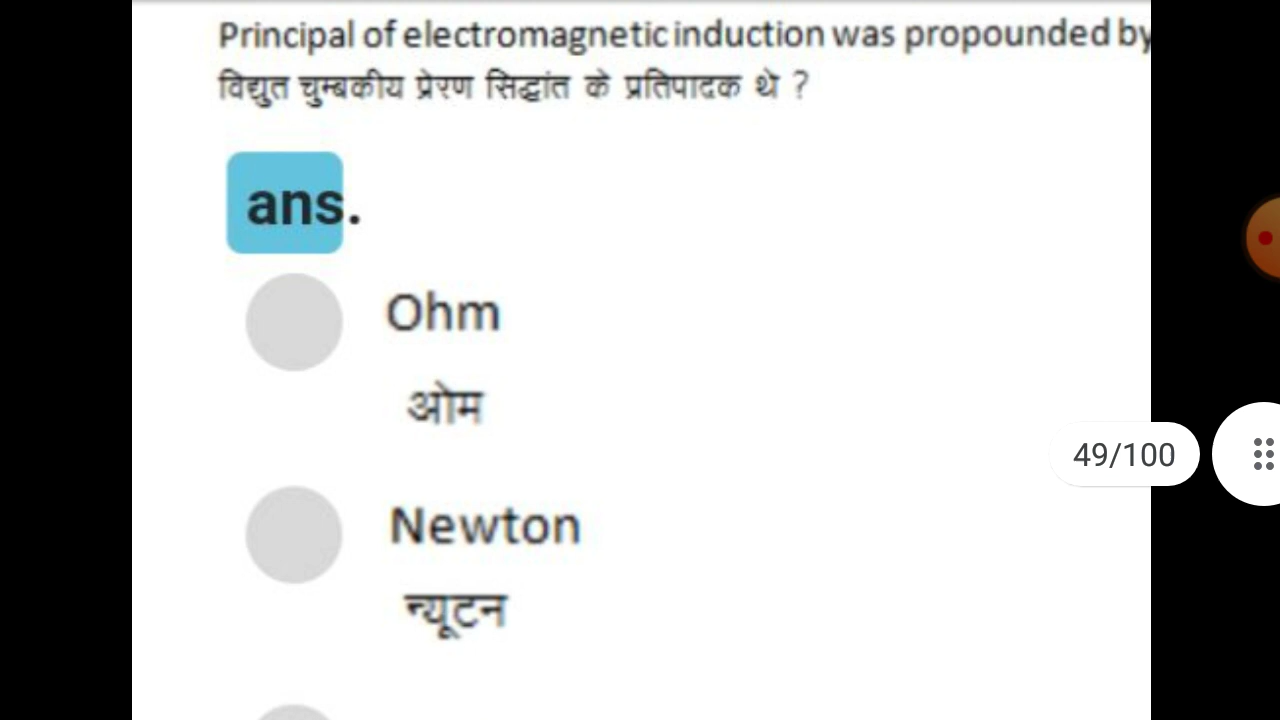 Principal of electromagnetic induction was propounded by
विद्युत चुम्बकीय प्रेरण सिद्धांत के प्रतिपादक थे ?
ans.
Ohm
ओम
49/100
Newton
न्यूटन